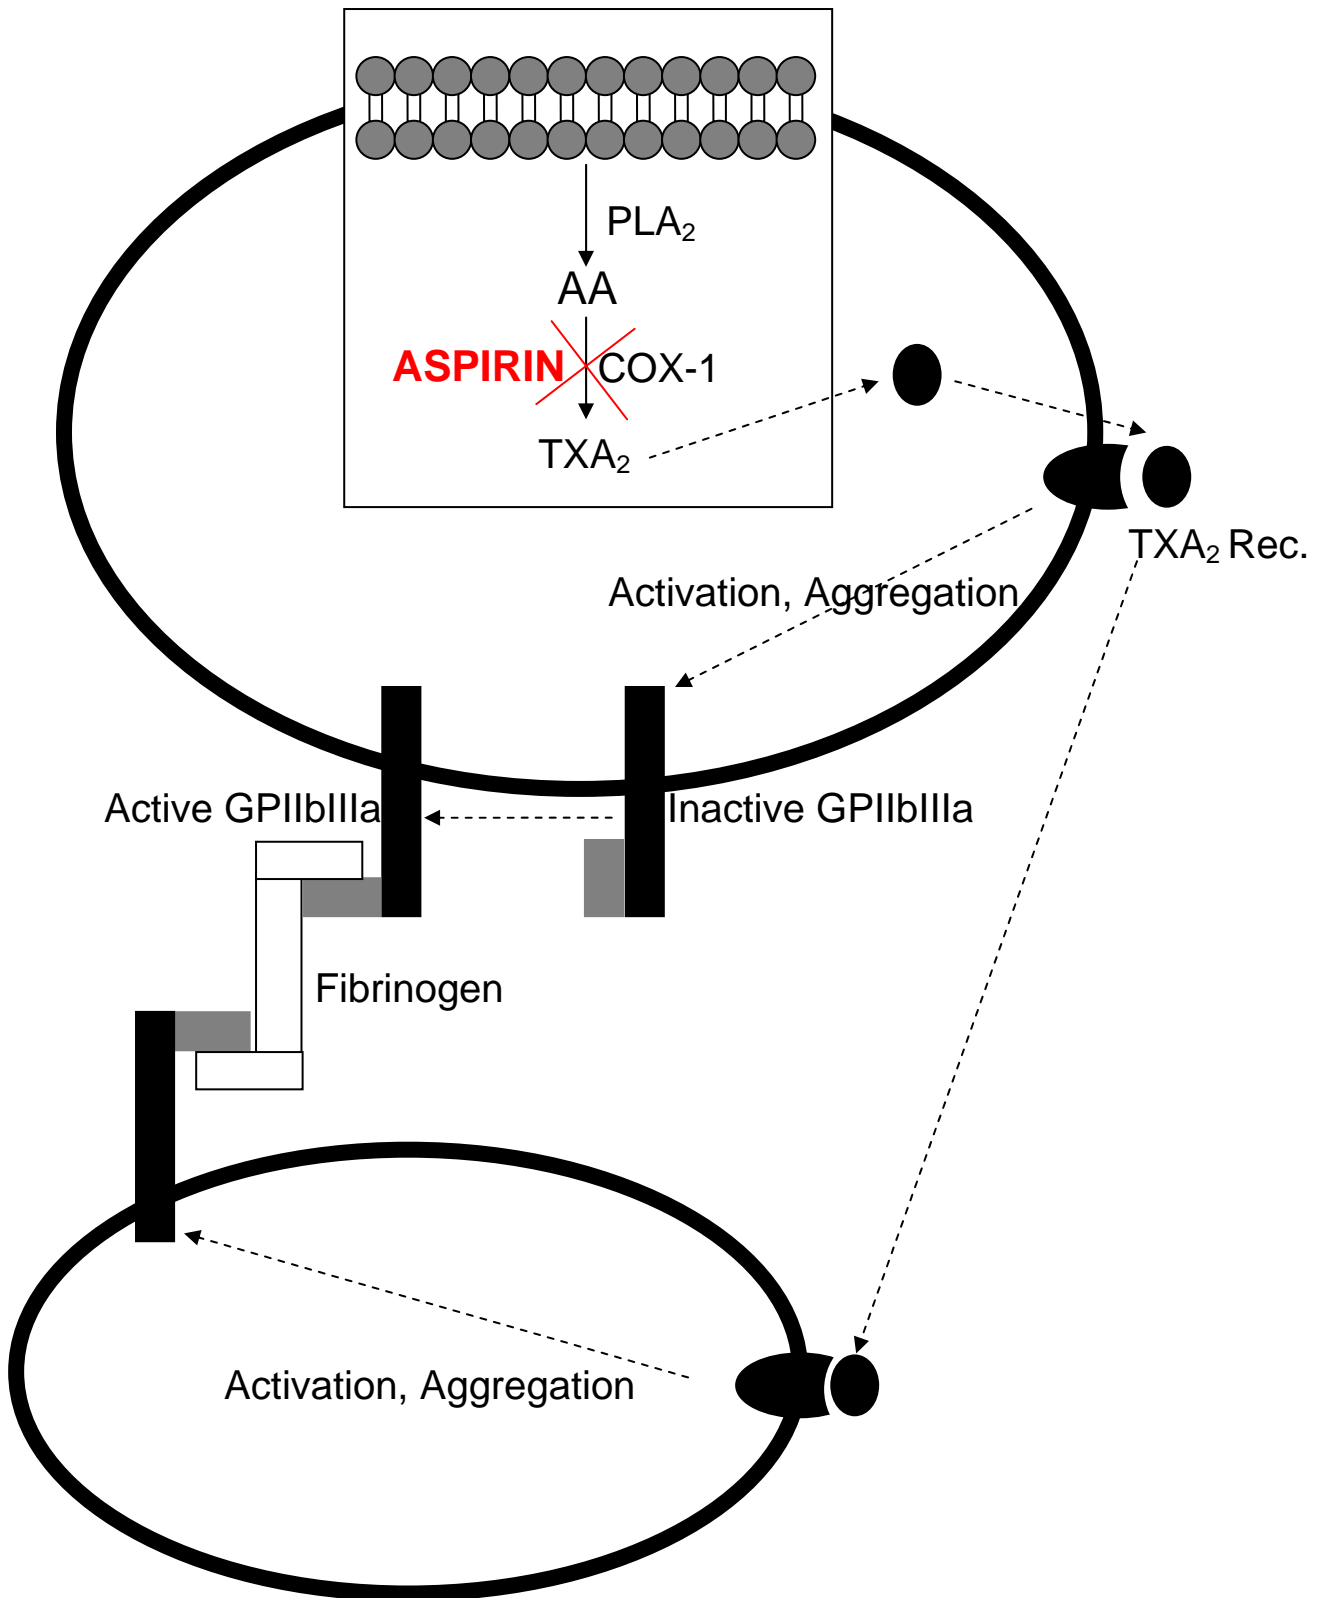 PLA₂
AA
ASPIRIN COX-1
TXA₂
TXA₂ Rec.
Activation, Aggregation
Active GPIIbIIIa
Inactive GPIIbIIIa
Fibrinogen
Activation, Aggregation